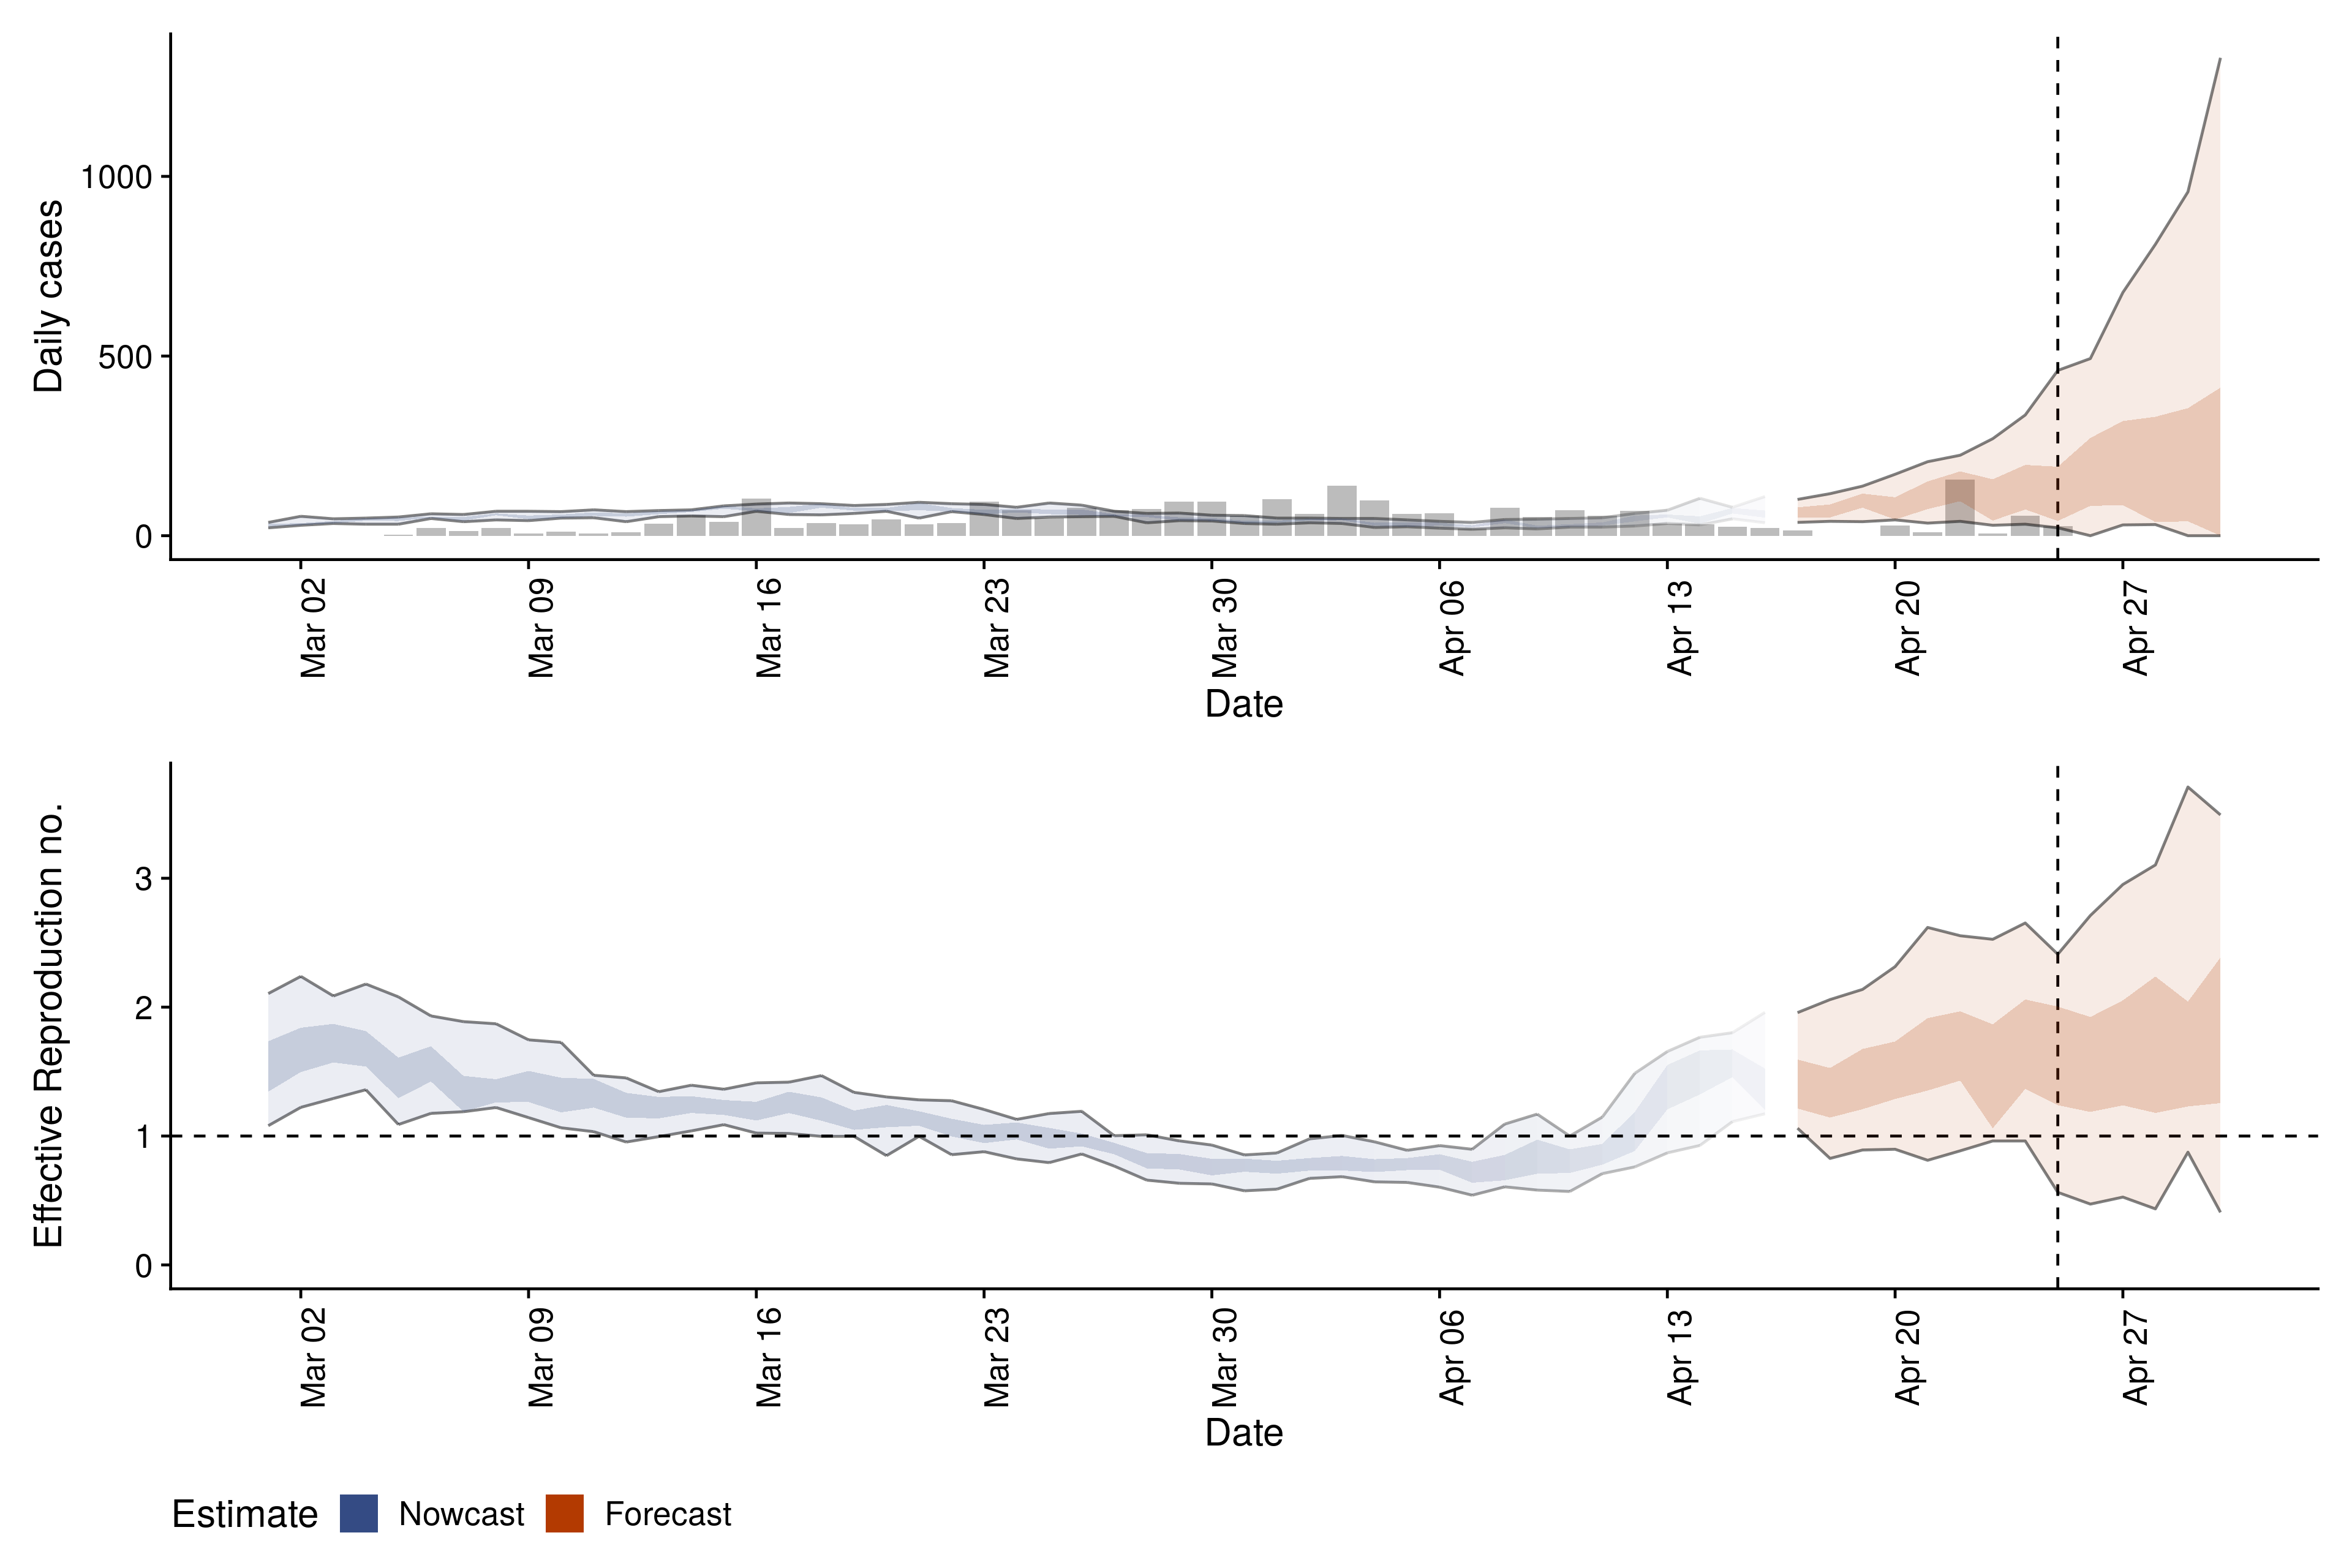 Daily cases
1000
500
0
Mar 02
Mar 09
Mar 16
Mar 23
Mar 30
Apr 06
Apr 13
Apr 20
Apr 27
Date
Effective Reproduction no.
3
2
1
0
Mar 02
Mar 09
Mar 16
Mar 23
Mar 30
Apr 06
Apr 13
Apr 20
Apr 27
Date
Estimate Nowcast Forecast